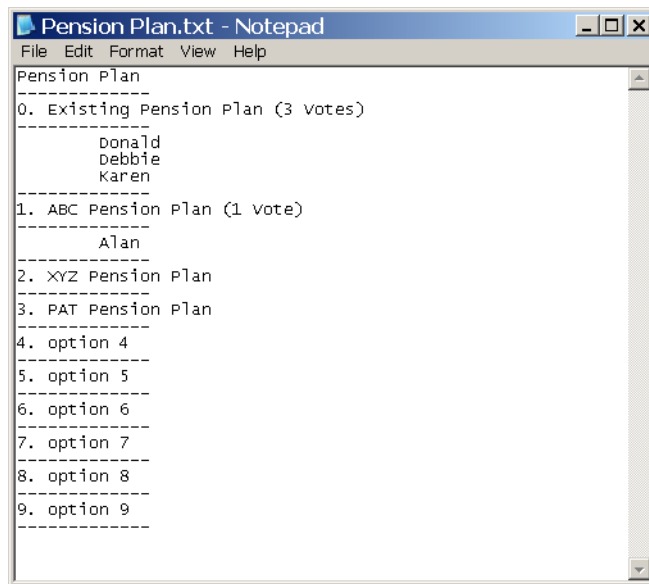 Pension Plan.txt - Notepad
File Edit Format View Help
Pension Plan
-------------
0. Existing Pension Plan (3 Votes)
-------------
Donald
Debbie
Karen
-------------
1. ABC Pension Plan (1 Vote)
-------------
Alan
-------------
2. XYZ Pension Plan
-------------
3. PAT Pension Plan
-------------
4. option 4
-------------
5. option 5
-------------
6. option 6
-------------
7. option 7
-------------
8. option 8
-------------
9. option 9
-------------